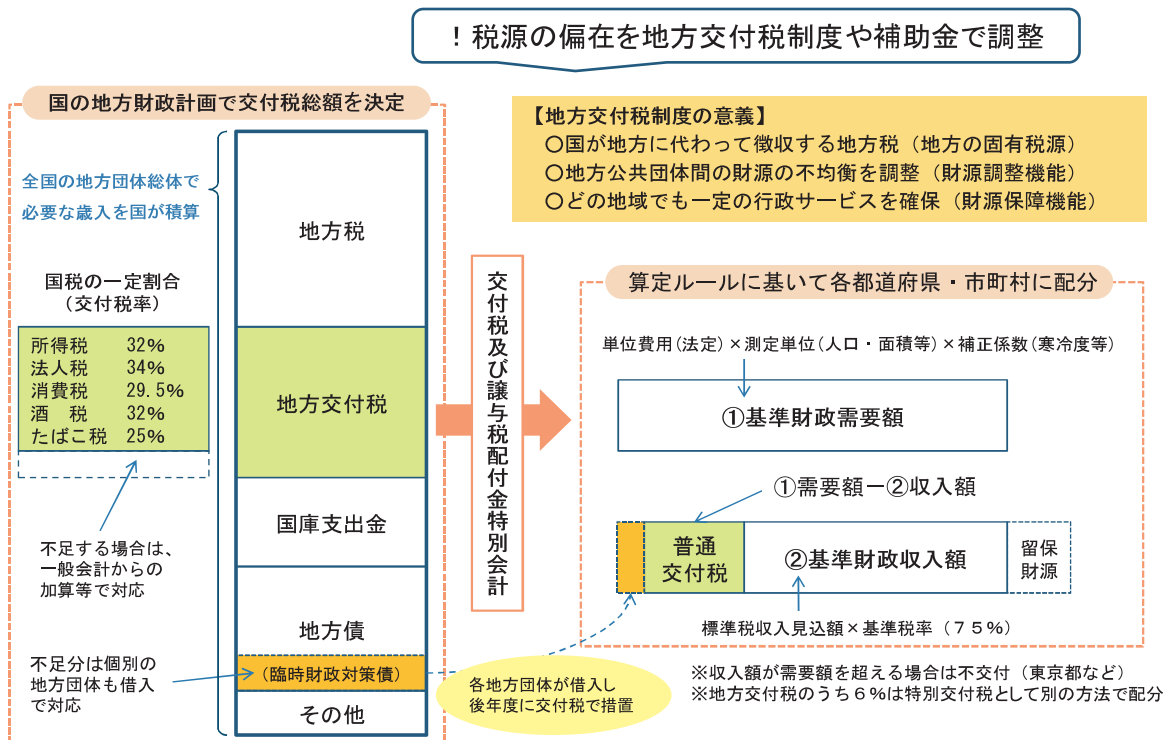 ！税源の偏在を地方交付税制度や補助金で調整
国の地方財政計画で交付税総額を決定
全国の地方団体総体で
必要な歳入を国が積算
国税の一定割合
（交付税率）
所得税 32%
法人税 34%
消費税 29.5%
酒　税 32%
たばこ税 25%
不足する場合は、
一般会計からの
加算等で対応
不足分は個別の
地方団体も借入
で対応
地方税
地方交付税
国庫支出金
地方債
（臨時財政対策債）
その他
交付税及び譲与税配付金特別会計
各地方団体が借入し
後年度に交付税で措置
【地方交付税制度の意義】
○国が地方に代わって徴収する地方税（地方の固有税源）
○地方公共団体間の財源の不均衡を調整（財源調整機能）
○どの地域でも一定の行政サービスを確保（財源保障機能）
算定ルールに基いて各都道府県・市町村に配分
単位費用(法定)×測定単位(人口・面積等)×補正係数(寒冷度等)
①基準財政需要額
①需要額－②収入額
普通
交付税
②基準財政収入額
留保
財源
標準税収入見込額×基準税率（７５％）
※収入額が需要額を超える場合は不交付（東京都など）
※地方交付税のうち６％は特別交付税として別の方法で配分